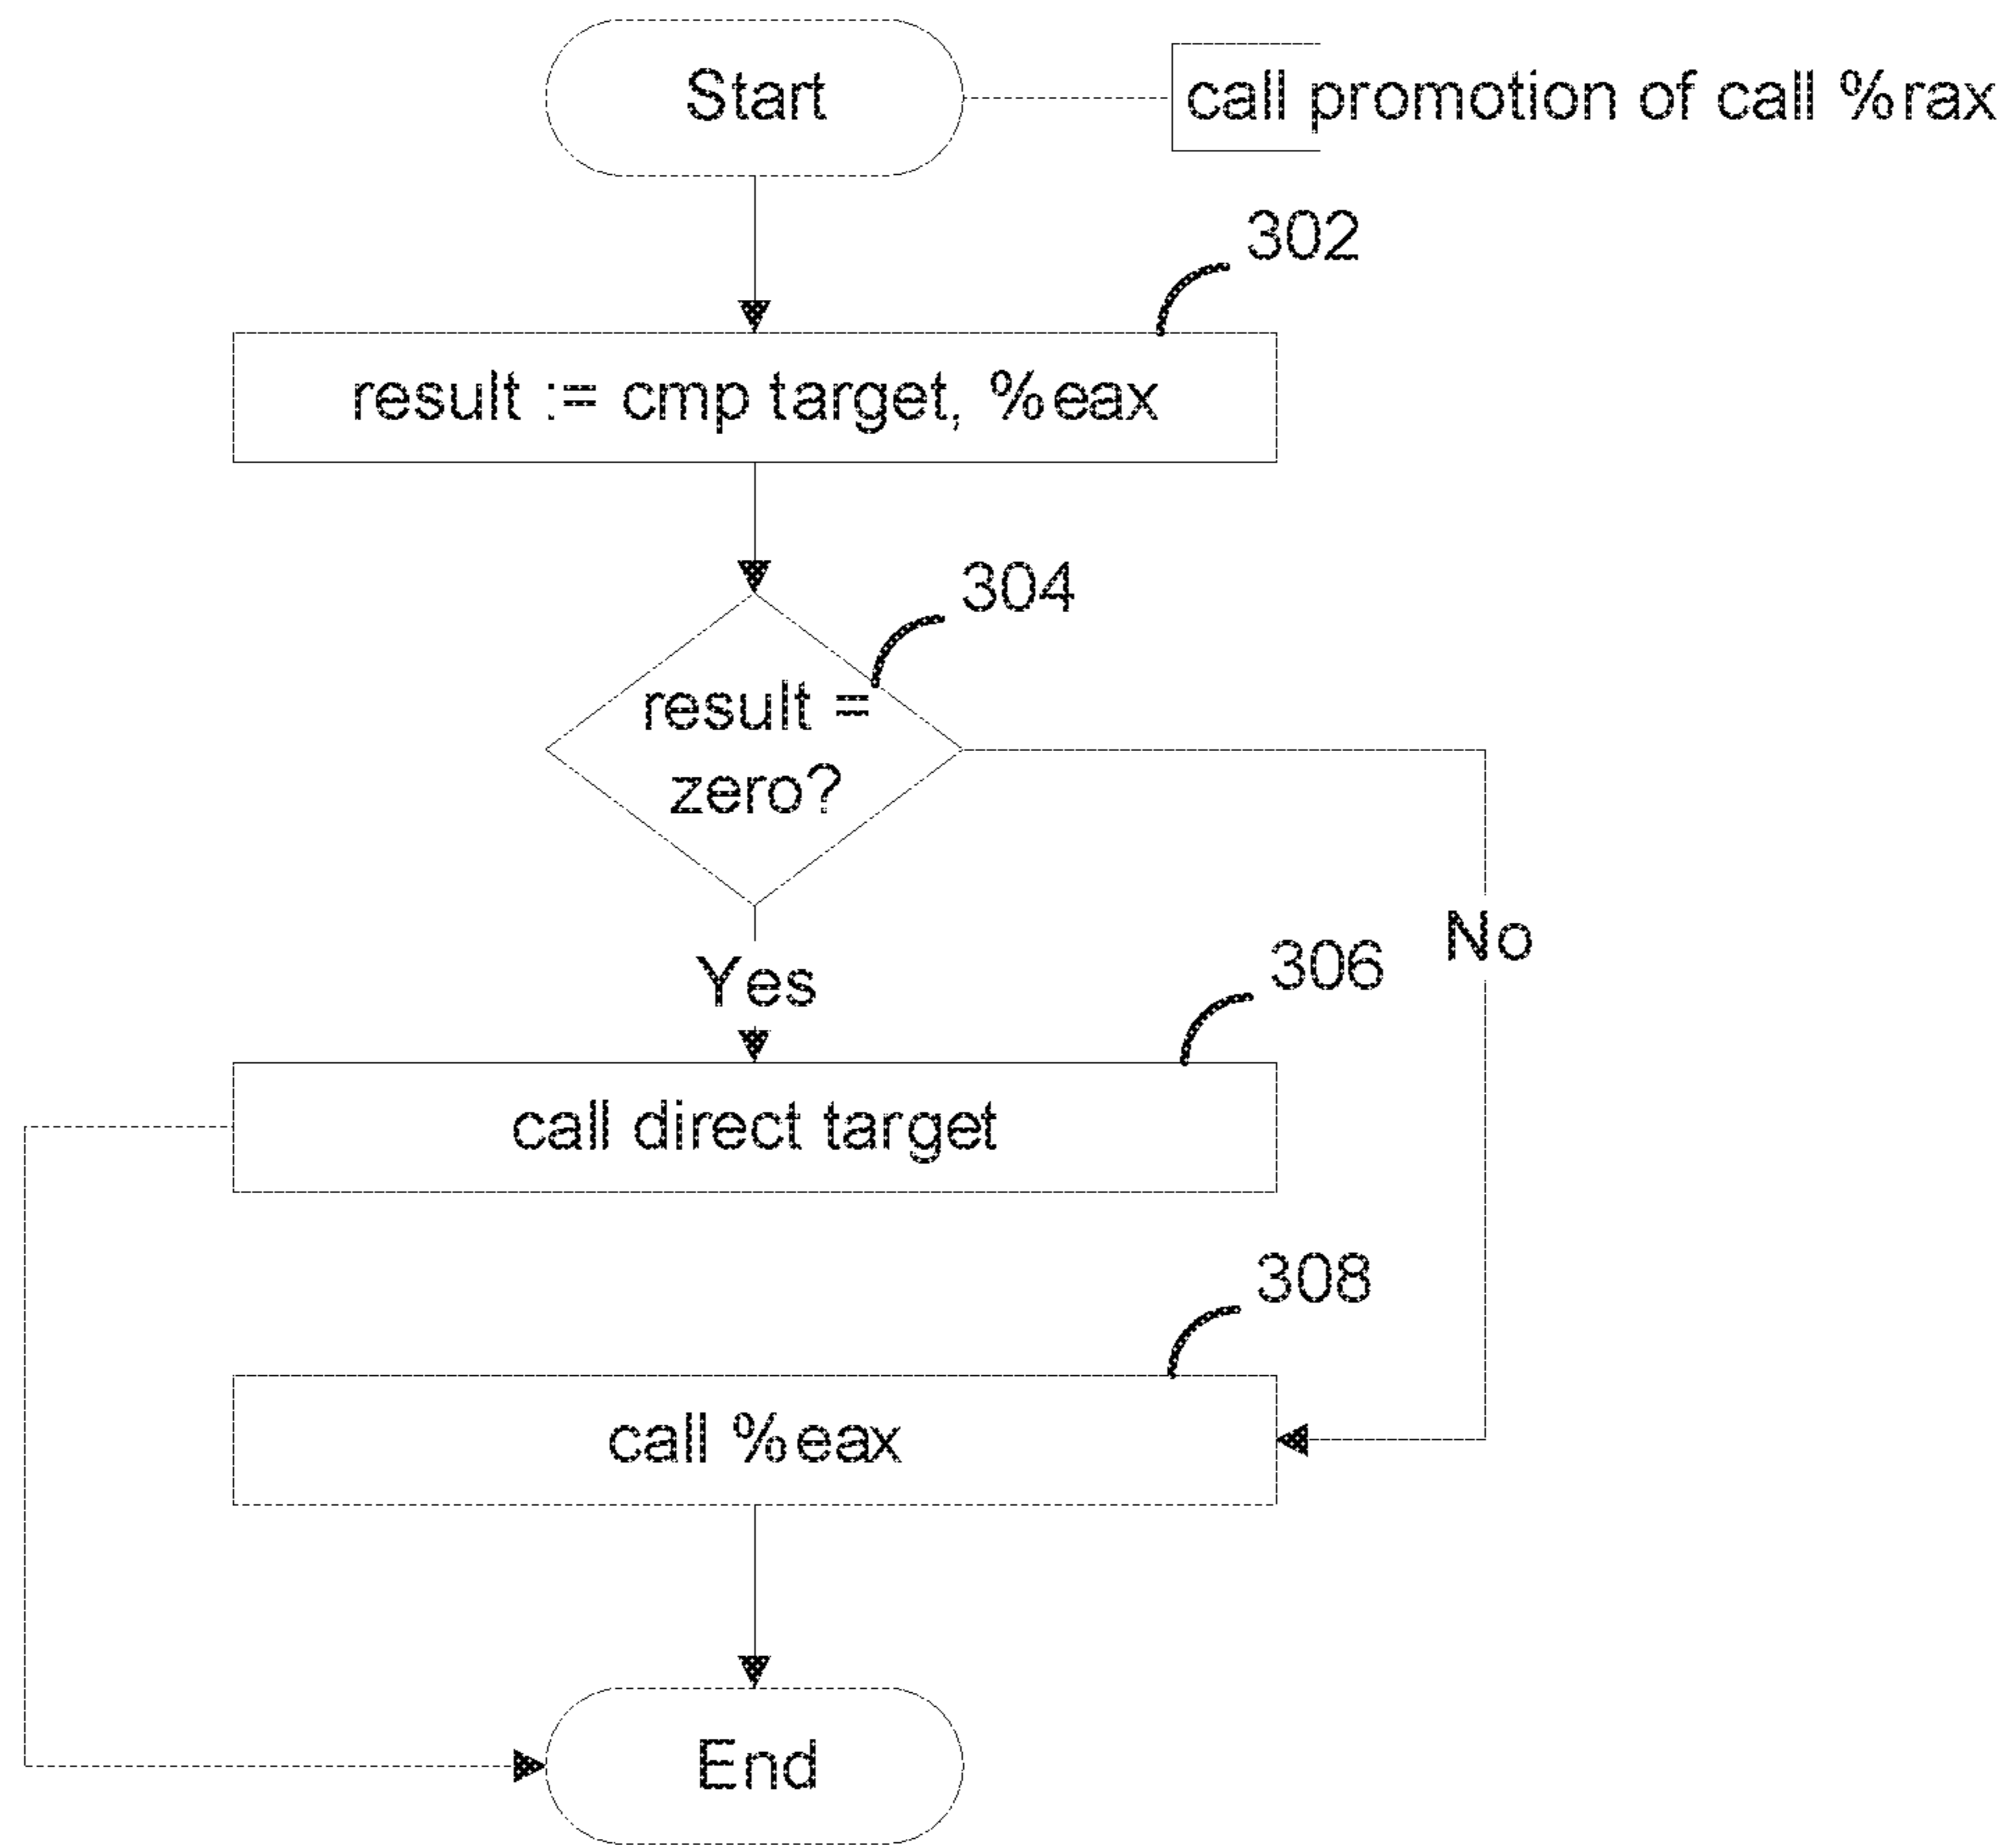 Start
call promotion of call %rax
302
result := cmp target, %eax
304
result =
zero?
Yes
No
306
call direct target
308
call %eax
End